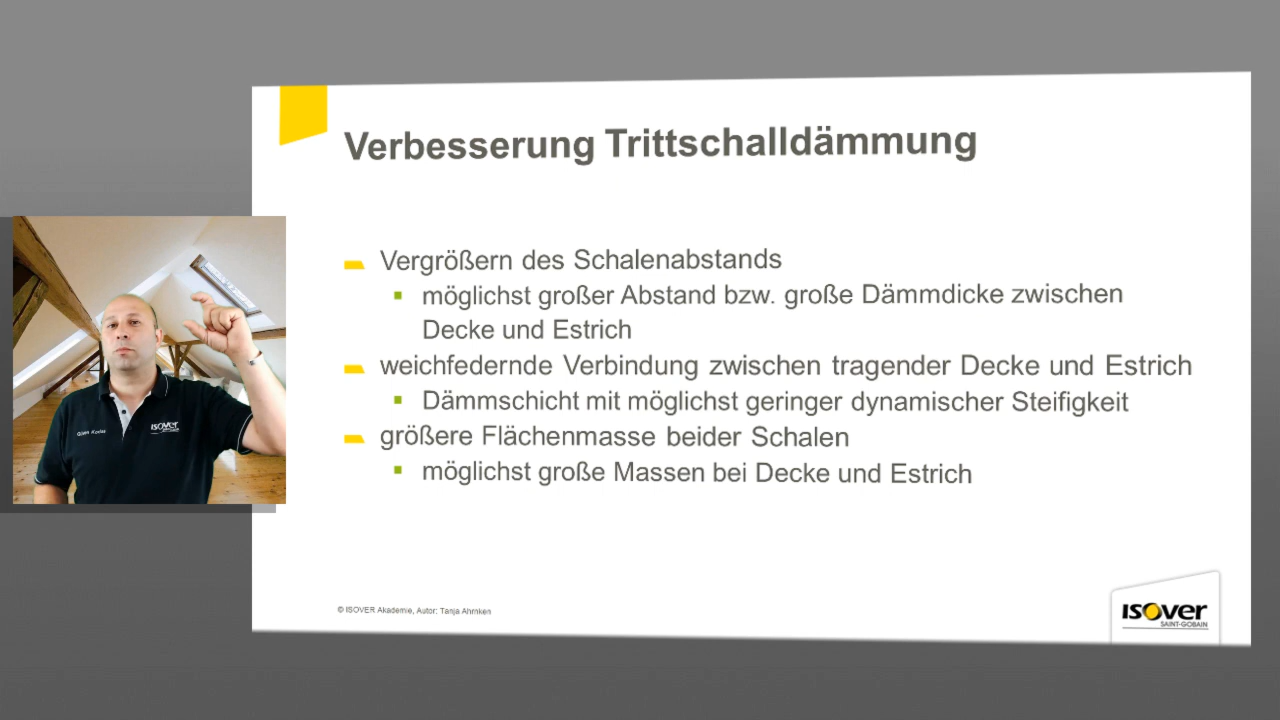 Verbesserung Trittschalldämmung
Vergrößern des Schalenabstands
möglichst großer Abstand bzw. große Dämmdicke zwischen
Decke und Estrich
weichfedernde Verbindung zwischen tragender Decke und Estrich
Dämmschicht mit möglichst geringer dynamischer Steifigkeit
größere Flächenmasse beider Schalen
möglichst große Massen bei Decke und Estrich
isover
© ISOVER Akademie, Autor: Tanja Ahrnken
isover
SAINT-GOBAIN